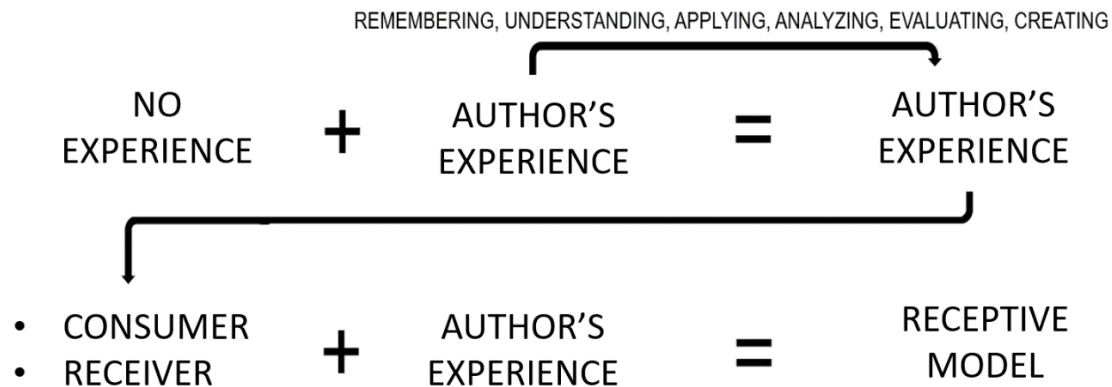 REMEMBERING, UNDERSTANDING, APPLYING, ANALYZING, EVALUATING, CREATING
NO EXPERIENCE + AUTHOR'S EXPERIENCE = AUTHOR'S EXPERIENCE
• CONSUMER
• RECEIVER
+ AUTHOR'S EXPERIENCE = RECEPTIVE MODEL